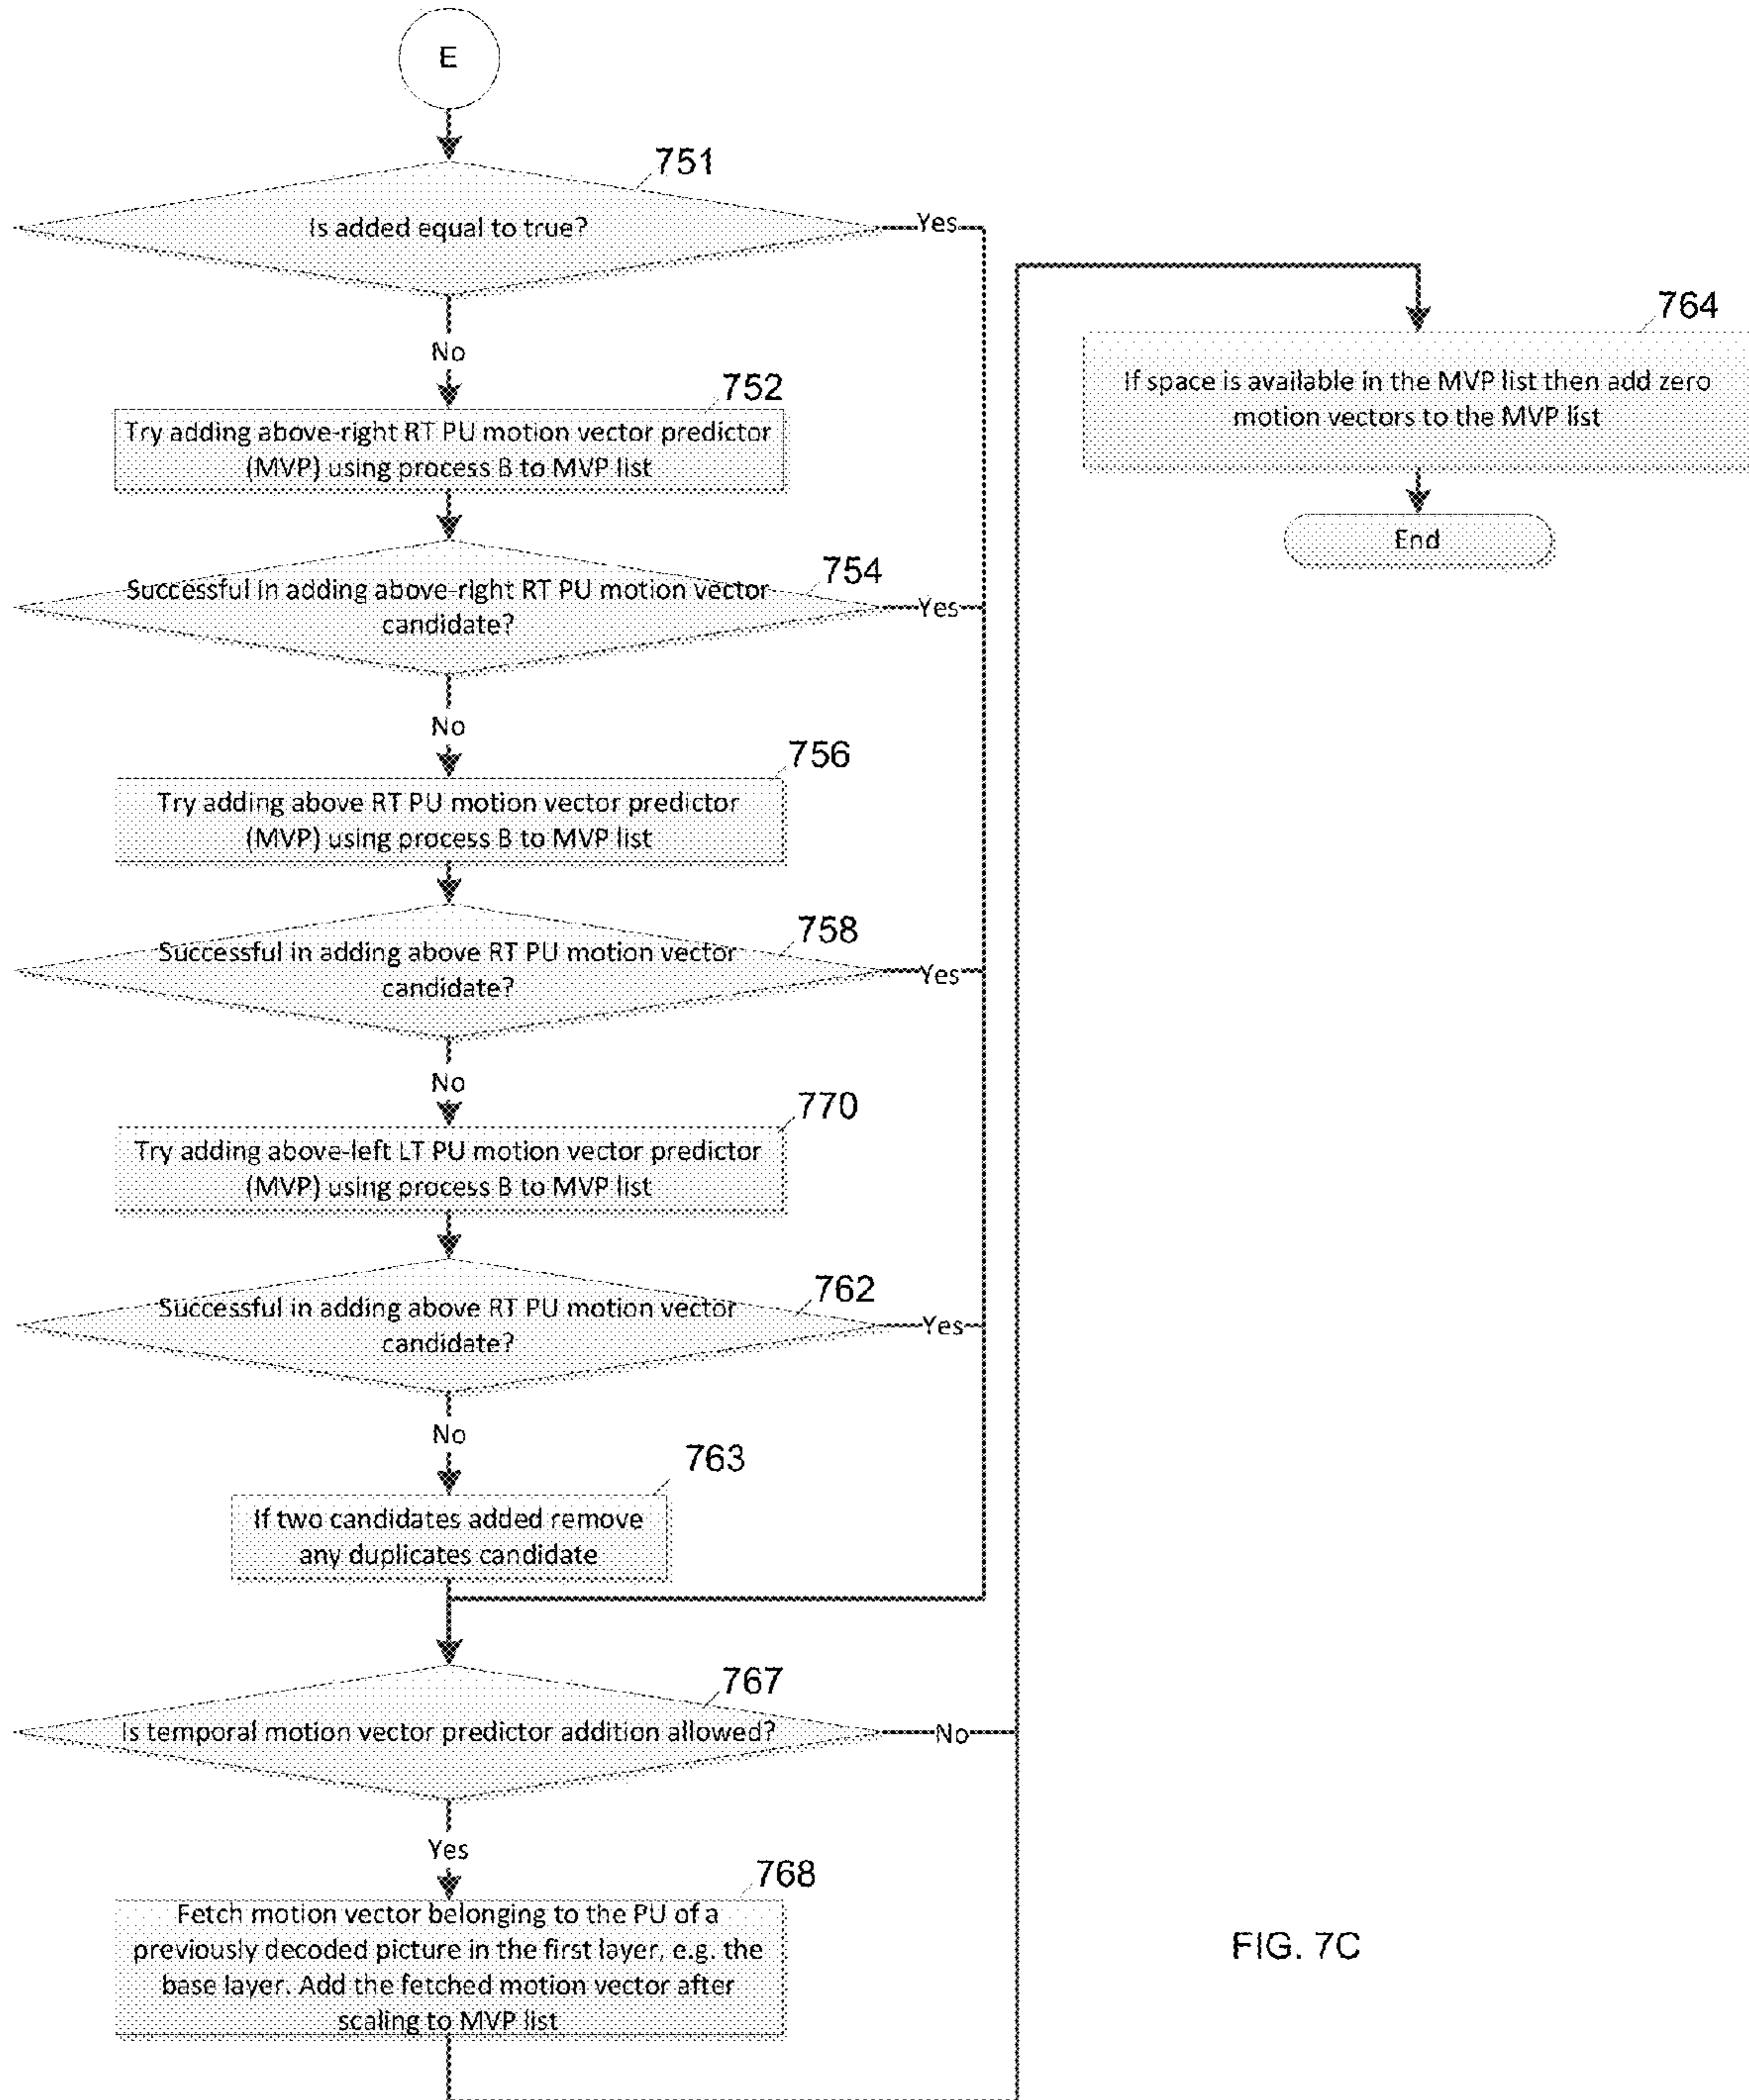 E
751
Is added equal to true?
Yes
No
752
Try adding above-right RT PU motion vector predictor
(MVP) using process B to MVP list
754
Successful in adding above-right RT PU motion vector
candidate?
Yes
No
756
Try adding above RT PU motion vector predictor
(MVP) using process B to MVP list
758
Successful in adding above RT PU motion vector
candidate?
Yes
No
770
Try adding above-left LT PU motion vector predictor
(MVP) using process B to MVP list
762
Successful in adding above RT PU motion vector
candidate?
Yes
No
763
If two candidates added remove
any duplicates candidate
767
Is temporal motion vector predictor addition allowed?
No
Yes
768
Fetch motion vector belonging to the PU of a
previously decoded picture in the first layer, e.g. the
base layer. Add the fetched motion vector after
scaling to MVP list
764
If space is available in the MVP list then add zero
motion vectors to the MVP list
End
FIG. 7C